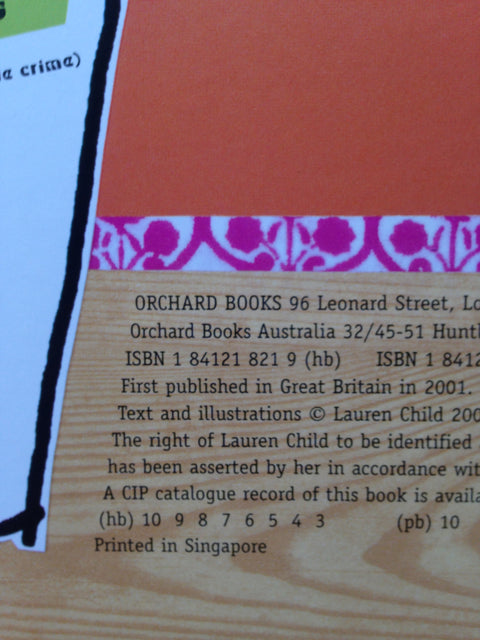 crime)
ORCHARD BOOKS 96 Leonard Street,
Orchard Books Australia 32/45-51
ISBN 1 84121 821 9 (hb) ISBN 1 8412
First published in Great Britain in 2001.
Text and illustrations © Lauren Child 200
The right of Lauren Child to be identified
has been asserted by her in accordance
A CIP catalogue record of this book is
(hb) 10 9 8 7 6 5 4 3 (pb) 10
Printed in Singapore